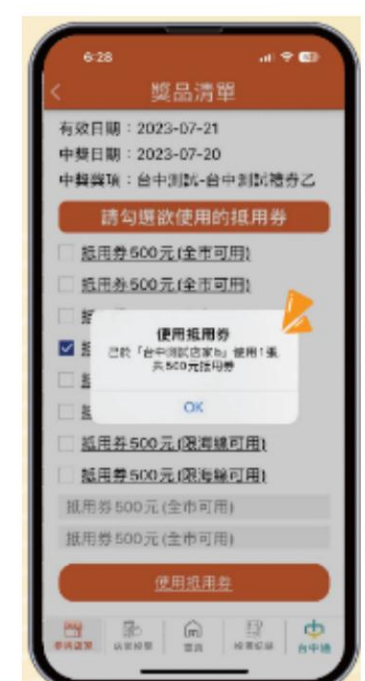 6:28
獎品清單
有效日期：2023-07-21
中獎日期：2023-07-20
中獎獎項：台中測試-台中測試禮券乙
請勾選欲使用的抵用券
抵用券500元(全市可用)
抵用券500元(全市可用)
抵
使用抵用券
抵
已於「台中測試店家b」使用1張,
共500元抵用券
抵
抵
OK
抵用券500元(限海線可用)
抵用券500元(限海線可用)
抵用券500元(全市可用)
抵用券500元(全市可用)
使用抵用券
首頁
台中通